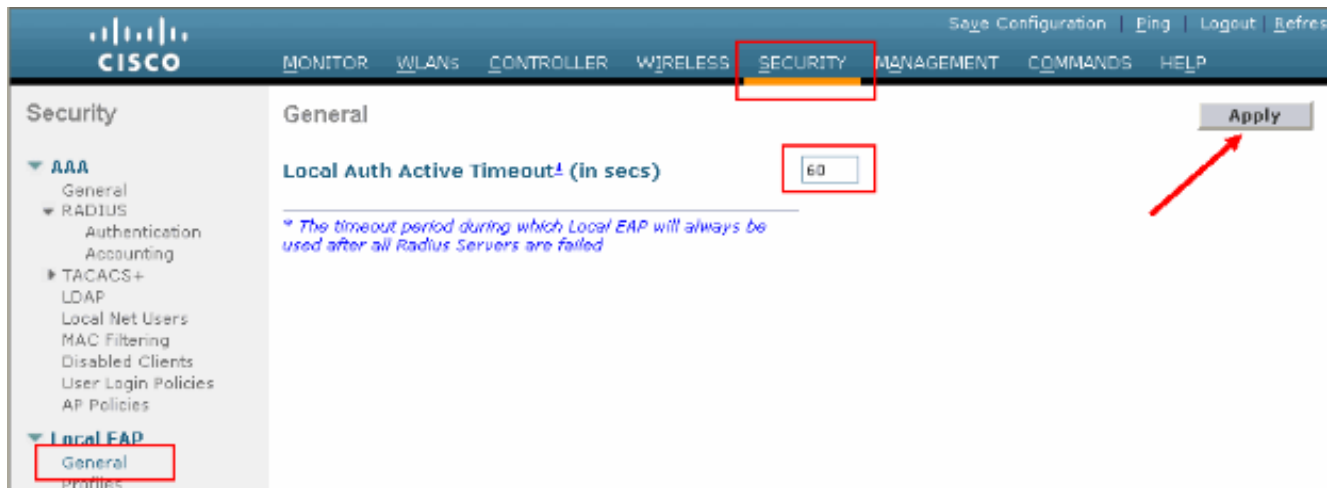 Save Configuration | Ping | Logout | Refres
CISCO
MONITOR WLANs CONTROLLER WIRELESS SECURITY MANAGEMENT COMMANDS HELP
Security
General
Apply
AAA
General
RADIUS
Authentication
Accounting
TACACS+
LDAP
Local Net Users
MAC Filtering
Disabled Clients
User Login Policies
AP Policies
Local EAP
General
Profiles
Local Auth Active Timeout1 (in secs) 60
* The timeout period during which Local EAP will always be
used after all Radius Servers are failed